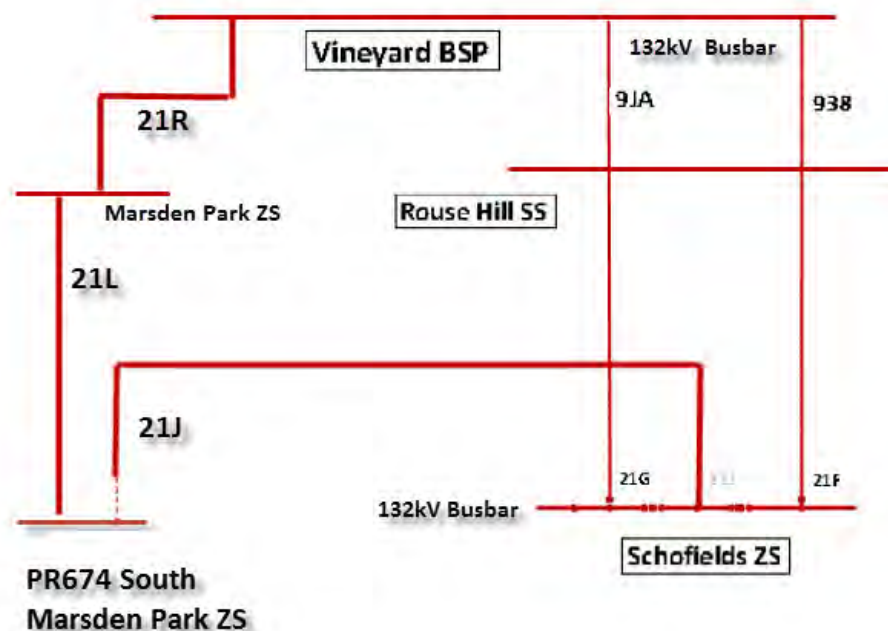 Vineyard BSP
132kV Busbar
21R
9JA
938
Marsden Park ZS
Rouse Hill SS
21L
21J
21G
21F
132kV Busbar
Schofields ZS
PR674 South
Marsden Park ZS